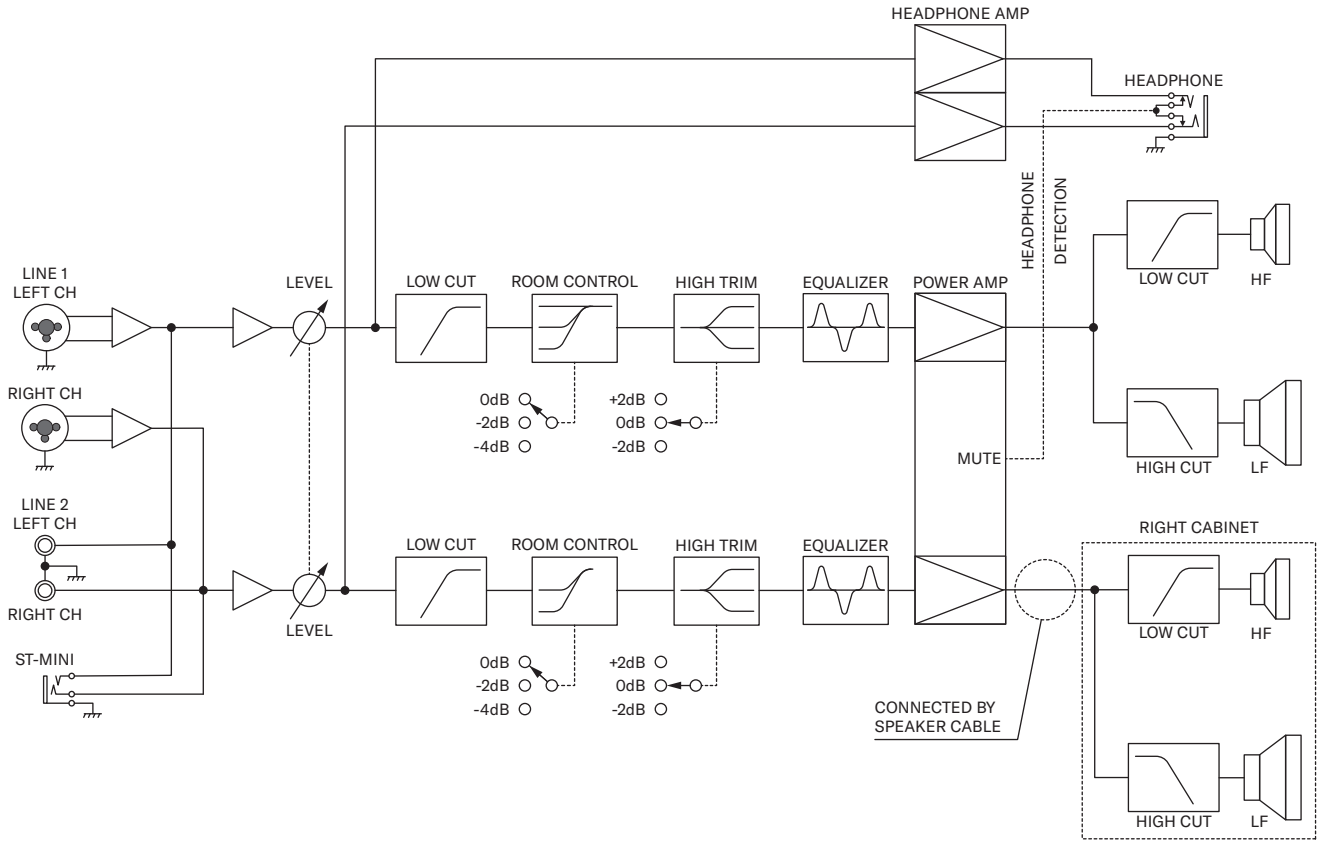 HEADPHONE AMP
HEADPHONE
HEADPHONE
DETECTION
LINE 1
LEFT CH
LEVEL
LOW CUT
ROOM CONTROL
HIGH TRIM
EQUALIZER
POWER AMP
LOW CUT
HF
RIGHT CH
0dB
-2dB
-4dB
+2dB
0dB
-2dB
MUTE
HIGH CUT
LF
LINE 2
LEFT CH
RIGHT CH
LOW CUT
ROOM CONTROL
HIGH TRIM
EQUALIZER
RIGHT CABINET
LEVEL
LOW CUT
HF
ST-MINI
0dB
-2dB
-4dB
+2dB
0dB
-2dB
CONNECTED BY
SPEAKER CABLE
HIGH CUT
LF